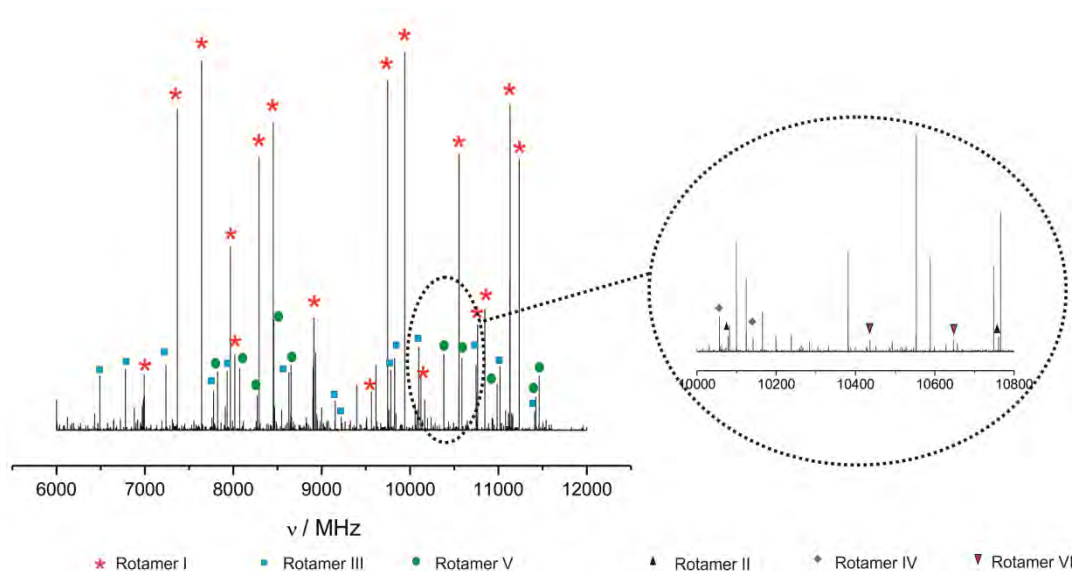 10000 10200 10400 10600 10800
6000 7000 8000 9000 10000 11000 12000
ν / MHz
Rotamer I Rotamer III Rotamer V Rotamer II Rotamer IV Rotamer VI